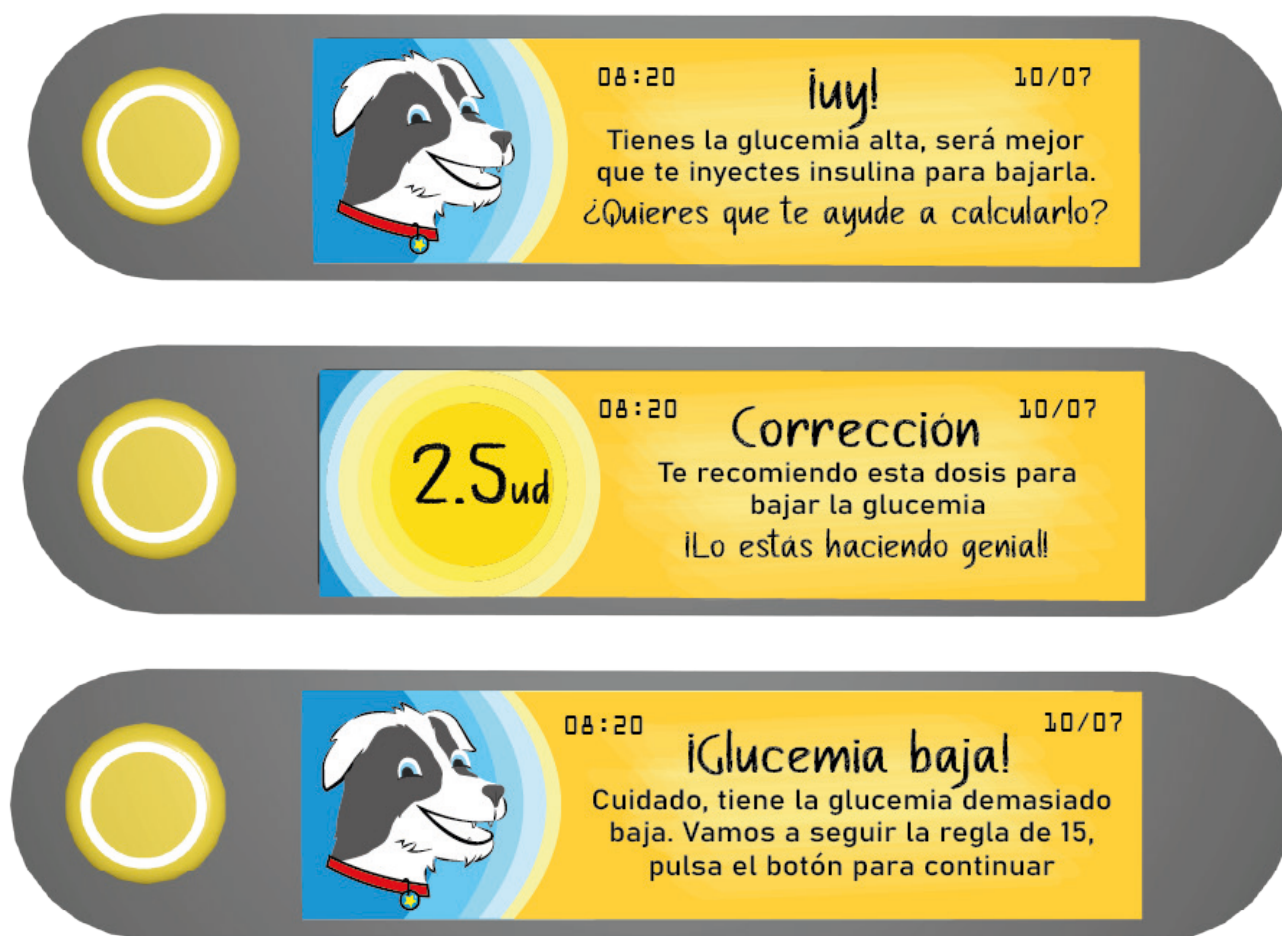 08:20
10/07
¡uy!
Tienes la glucemia alta, será mejor
que te inyectes insulina para bajarla.
¿Quieres que te ayude a calcularlo?
2.5ud
08:20
10/07
Corrección
Te recomiendo esta dosis para
bajar la glucemia
¡Lo estás haciendo genial!
08:20
10/07
¡Glucemia baja!
Cuidado, tiene la glucemia demasiado
baja. Vamos a seguir la regla de 15,
pulsa el botón para continuar